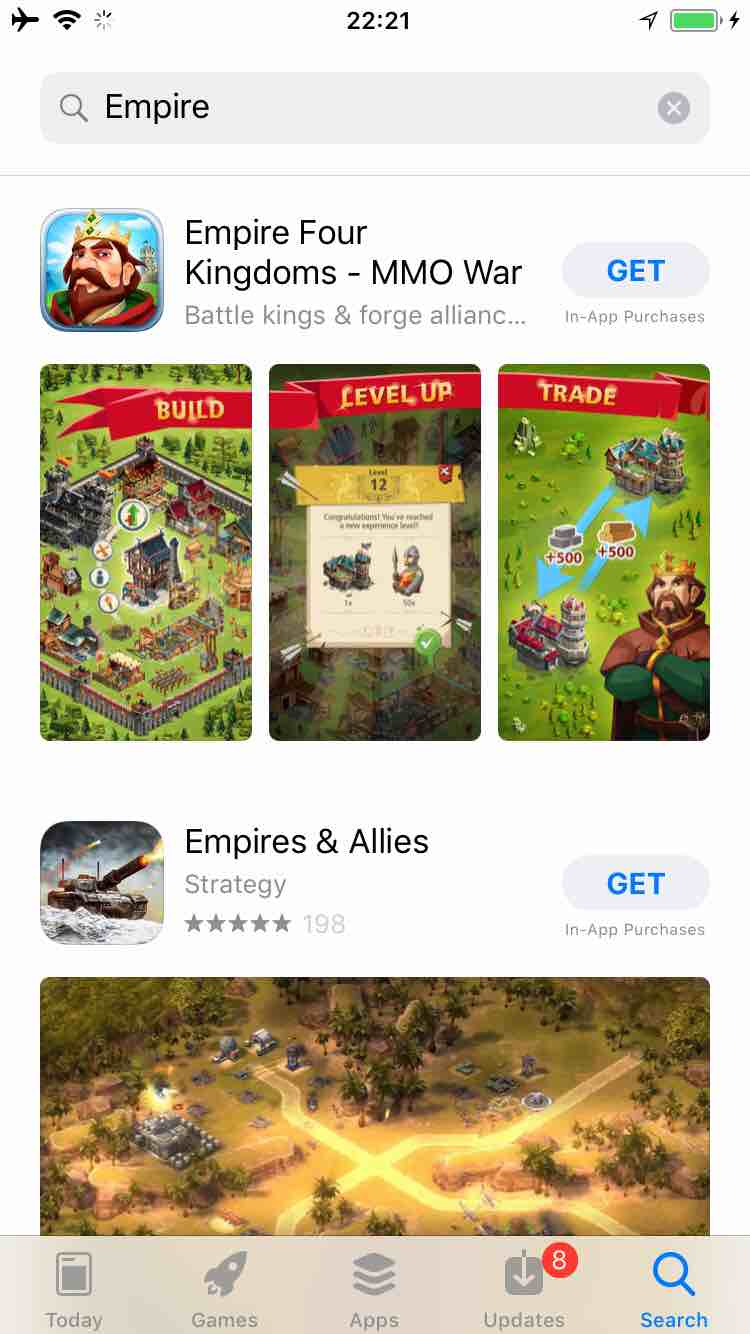 22:21
Empire
Empire Four
Kingdoms - MMO War
Battle kings & forge allianc...
GET
In-App Purchases
BUILD
LEVEL UP
Level
12
Congratulations! You've reached
a new experience level!
1x
50x
TRADE
+500
+500
Empires & Allies
Strategy
198
GET
In-App Purchases
8
Today
Games
Apps
Updates
Search